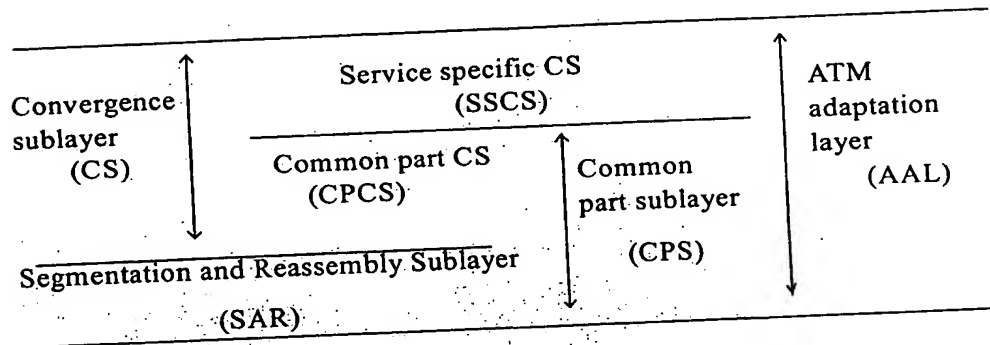 Service specific CS
(SSCS)
Convergence
sublayer
(CS)
Common part CS
(CPCS)
Common
part sublayer
(CPS)
ATM
adaptation
layer
(AAL)
Segmentation and Reassembly Sublayer
(SAR)